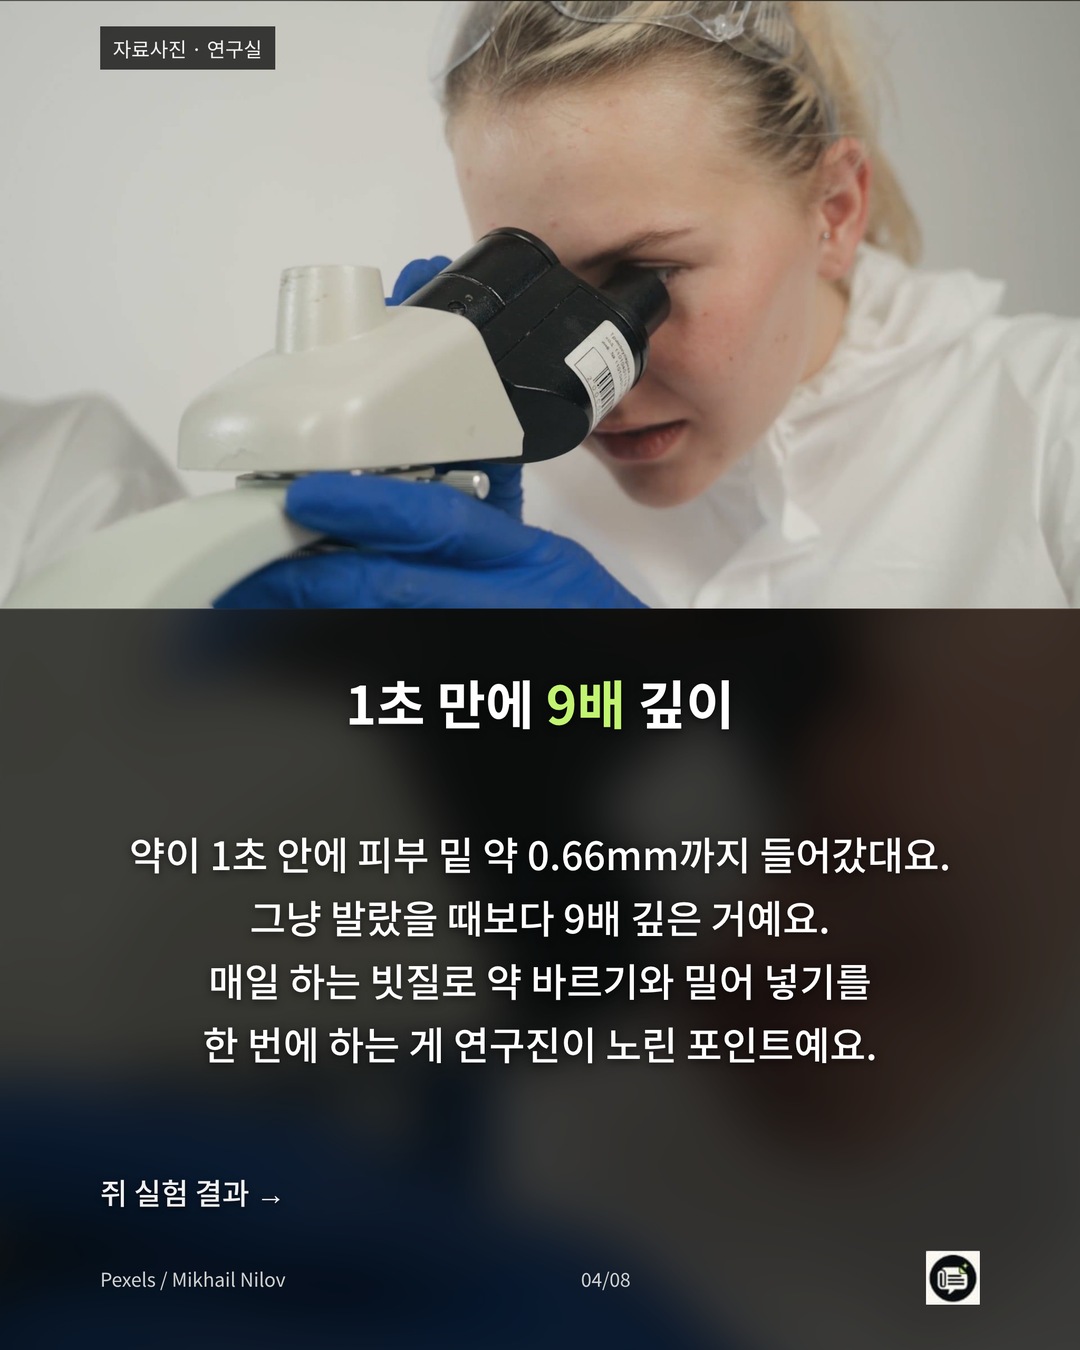 자료사진 · 연구실
1초 만에 9배 깊이
약이 1초 안에 피부 밑 약 0.66mm까지 들어갔대요.
그냥 발랐을 때보다 9배 깊은 거예요.
매일 하는 빗질로 약 바르기와 밀어 넣기를
한 번에 하는 게 연구진이 노린 포인트예요.
쥐 실험 결과 →
Pexels / Mikhail Nilov
04/08